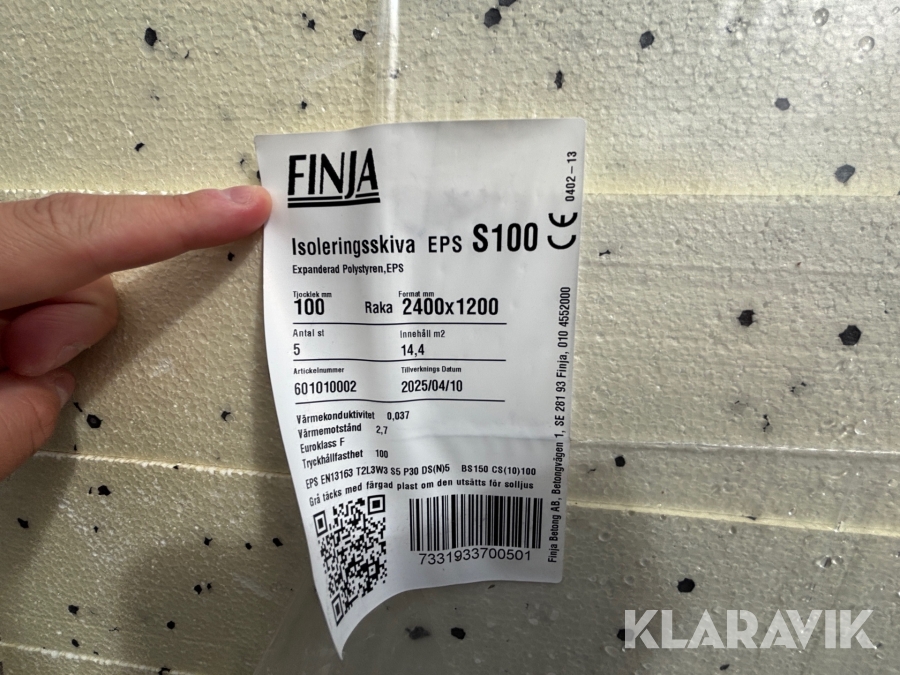 FINJA
Isoleringsskiva EPS S100
Expanderad Polystyren,EPS
Tjocklek mm
Format mm
100 Raka 2400x1200
Antal st Innehåll m2
5 14,4
Artickelnummer Tillverknings Datum
601010002 2025/04/10
Värmekonduktivitet 0,037
Värmemotstånd 2,7
Euroklass F
Tryckhållfasthet 100
EPS EN13163 T2L3W3 S5 P30 DS(N)5 BS150 CS(10)100
Grå täcks med färgad plast om den utsätts för solljus
7331933700501
CE 0402-13
Finja Betong AB, Betongvägen 1, SE 281 93 Finja, 010 4552000
KLARAVIK